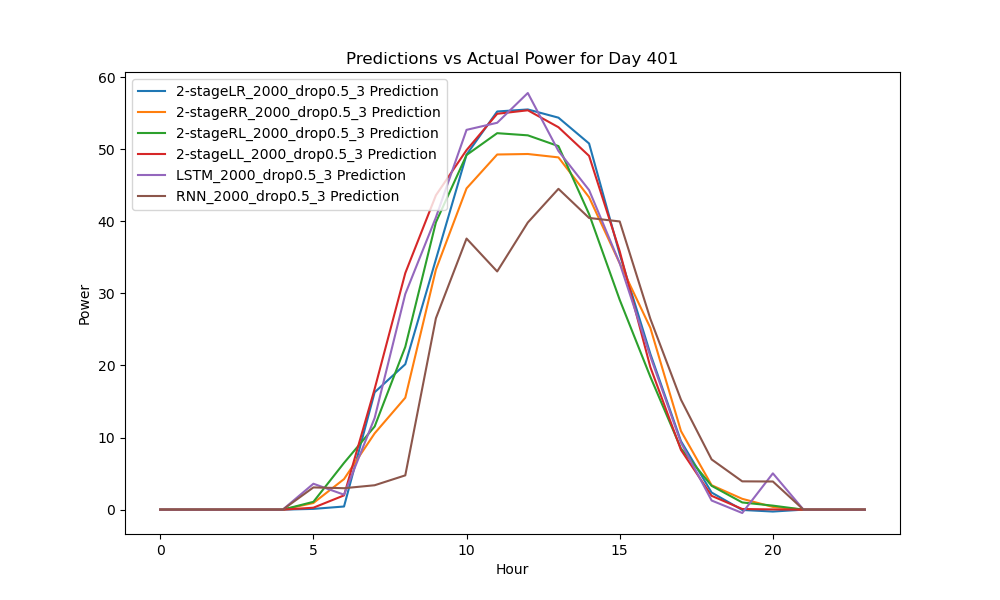 Predictions vs Actual Power for Day 401
60
50
40
30
20
10
0
Power
2-stageLR_2000_drop0.5_3 Prediction
2-stageRR_2000_drop0.5_3 Prediction
2-stageRL_2000_drop0.5_3 Prediction
2-stageLL_2000_drop0.5_3 Prediction
LSTM_2000_drop0.5_3 Prediction
RNN_2000_drop0.5_3 Prediction
0 5 10 15 20
Hour